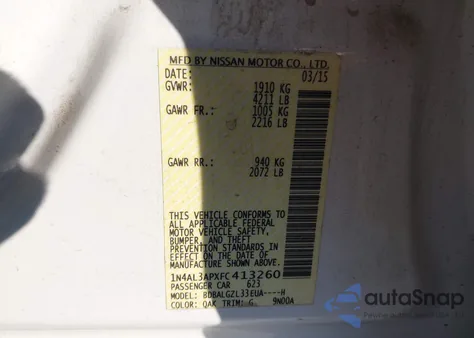 MFD BY NISSAN MOTOR CO., LTD.
DATE: 03/15
GVWR: 1910 KG
4211 LB
GAWR FR.: 1005 KG
2216 LB
GAWR RR.: 940 KG
2072 LB
THIS VEHICLE CONFORMS TO
ALL APPLICABLE FEDERAL
MOTOR VEHICLE SAFETY,
BUMPER, AND THEFT
PREVENTION STANDARDS IN
EFFECT ON THE DATE OF
MANUFACTURE SHOWN ABOVE.
1N4AL3APXFC413260
PASSENGER CAR 623
MODEL: BDBALGZL33EUA----H
COLOR: QAK TRIM: G 9N00A
autoSnap